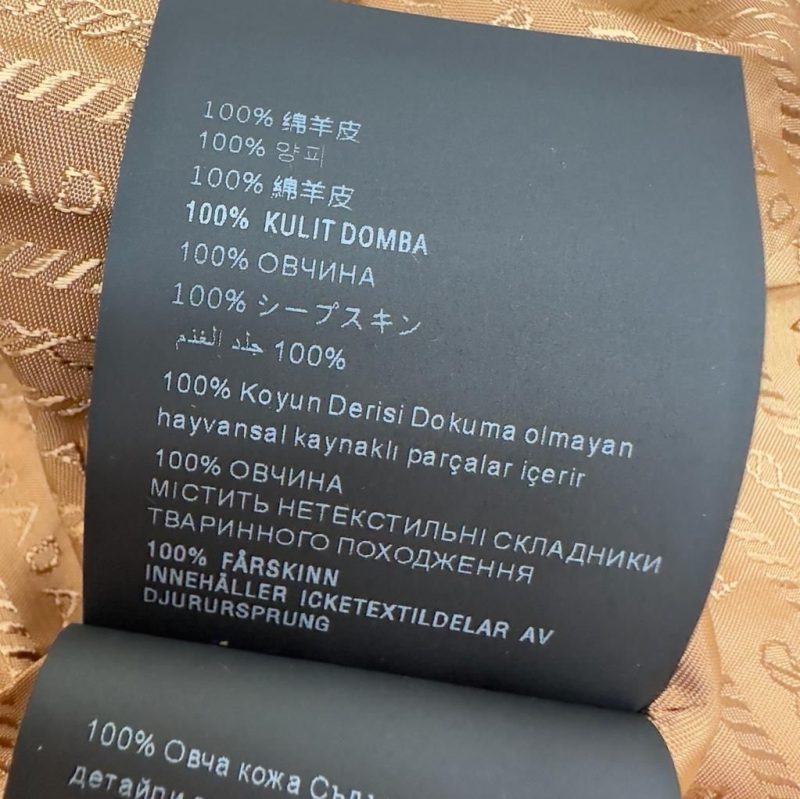 100% 绵羊皮
100% 양피
100% 綿羊皮
100% KULIT DOMBA
100% ОВЧИНА
100% シープスキン
100% جلد الغنم
100% Koyun Derisi Dokuma olmayan
hayvansal kaynaklı parçalar içerir
100% ОВЧИНА
МІСТИТЬ НЕТЕКСТИЛЬНІ СКЛАДНИКИ
ТВАРИННОГО ПОХОДЖЕННЯ
100% FÅRSKINN
INNEHÅLLER ICKETEXTILDELAR AV
DJURURSPRUNG
100% Овча кожа
детайли